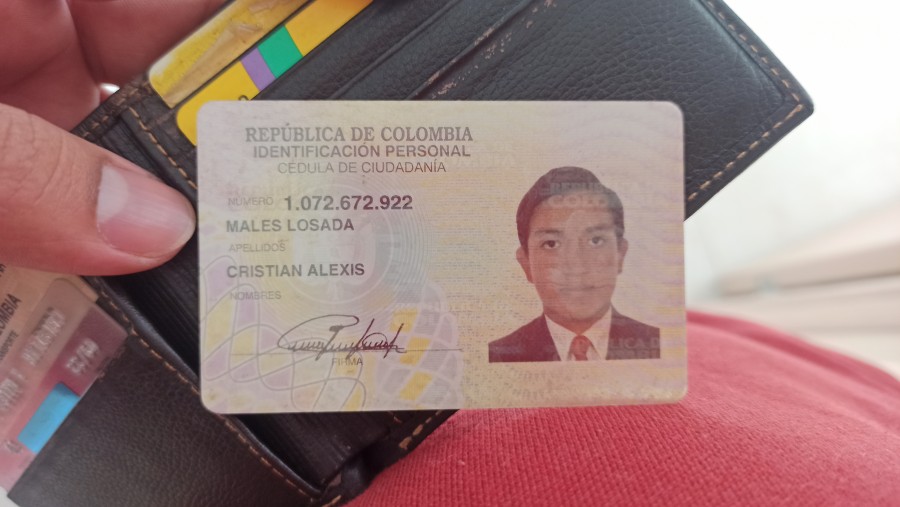 REPÚBLICA DE COLOMBIA
IDENTIFICACIÓN PERSONAL
CÉDULA DE CIUDADANÍA
NÚMERO 1.072.672.922
MALES LOSADA
APELLIDOS
CRISTIAN ALEXIS
NOMBRES
FIRMA